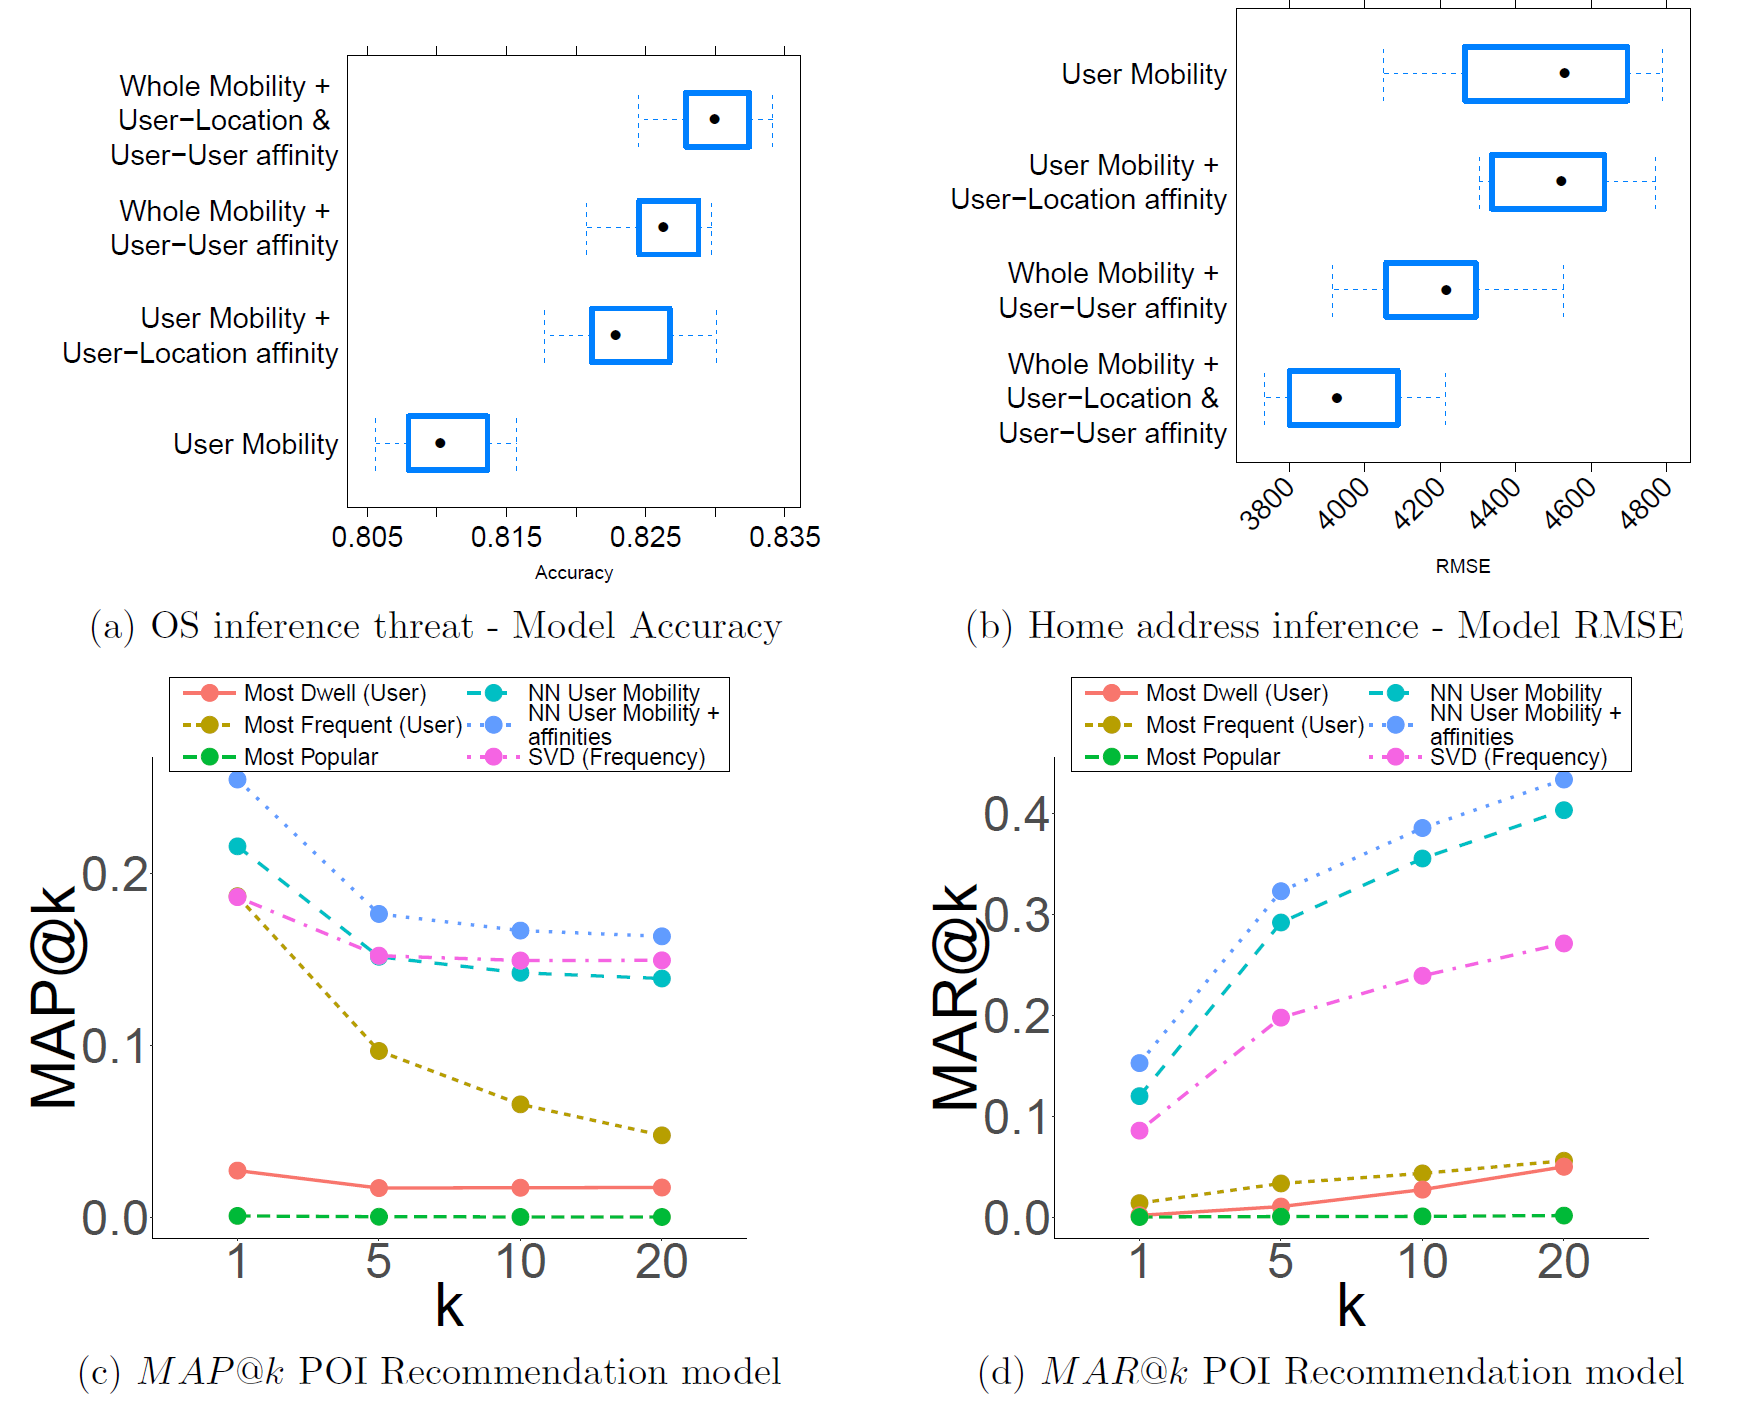 Whole Mobility +
User−Location &
User−User affinity
Whole Mobility +
User−User affinity
User Mobility +
User−Location affinity
User Mobility
0.805 0.815 0.825 0.835
Accuracy
(a) OS inference threat - Model Accuracy
User Mobility
User Mobility +
User−Location affinity
Whole Mobility +
User−User affinity
Whole Mobility +
User−Location &
User−User affinity
3800 4000 4200 4400 4600 4800
RMSE
(b) Home address inference - Model RMSE
Most Dwell (User)
Most Frequent (User)
Most Popular
NN User Mobility
NN User Mobility +
affinities
SVD (Frequency)
MAP@k
0.2
0.1
0.0
1 5 10 20
k
(c) MAP@k POI Recommendation model
Most Dwell (User)
Most Frequent (User)
Most Popular
NN User Mobility
NN User Mobility +
affinities
SVD (Frequency)
MAR@k
0.4
0.3
0.2
0.1
0.0
1 5 10 20
k
(d) MAR@k POI Recommendation model